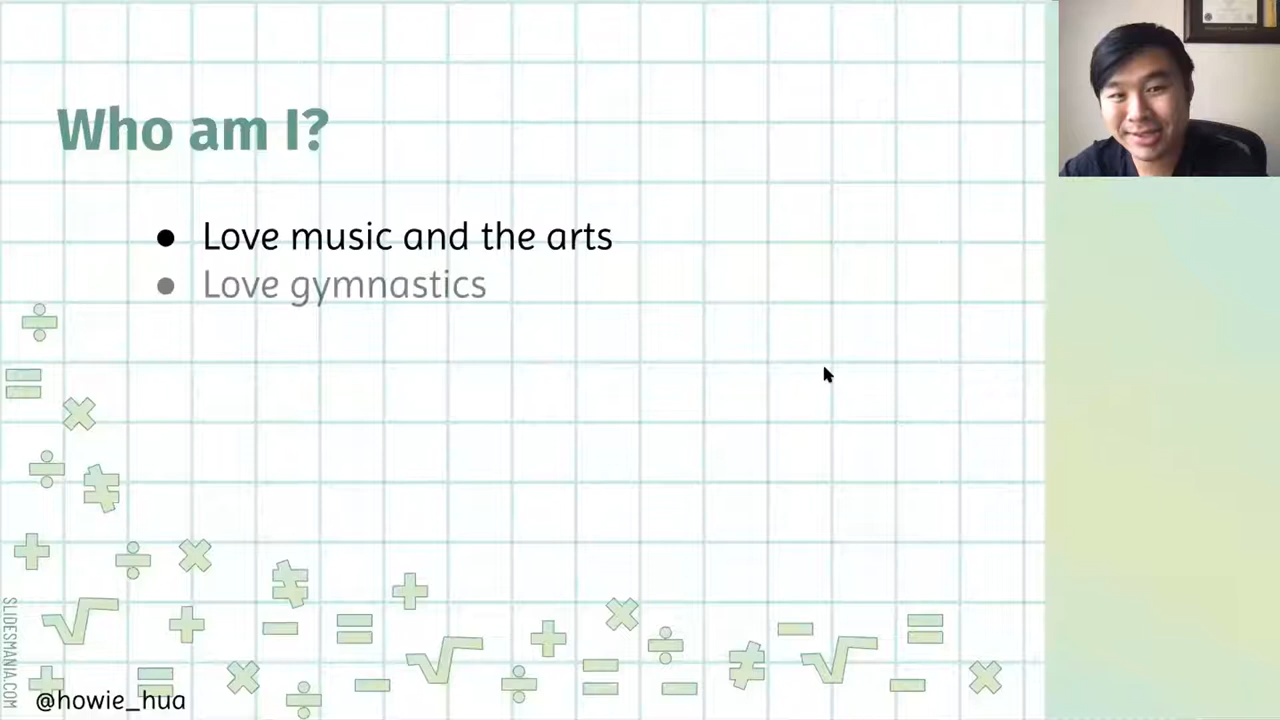 Who am I?
● Love music and the arts
● Love gymnastics
SLIDESMANIA.COM
@howie_hua